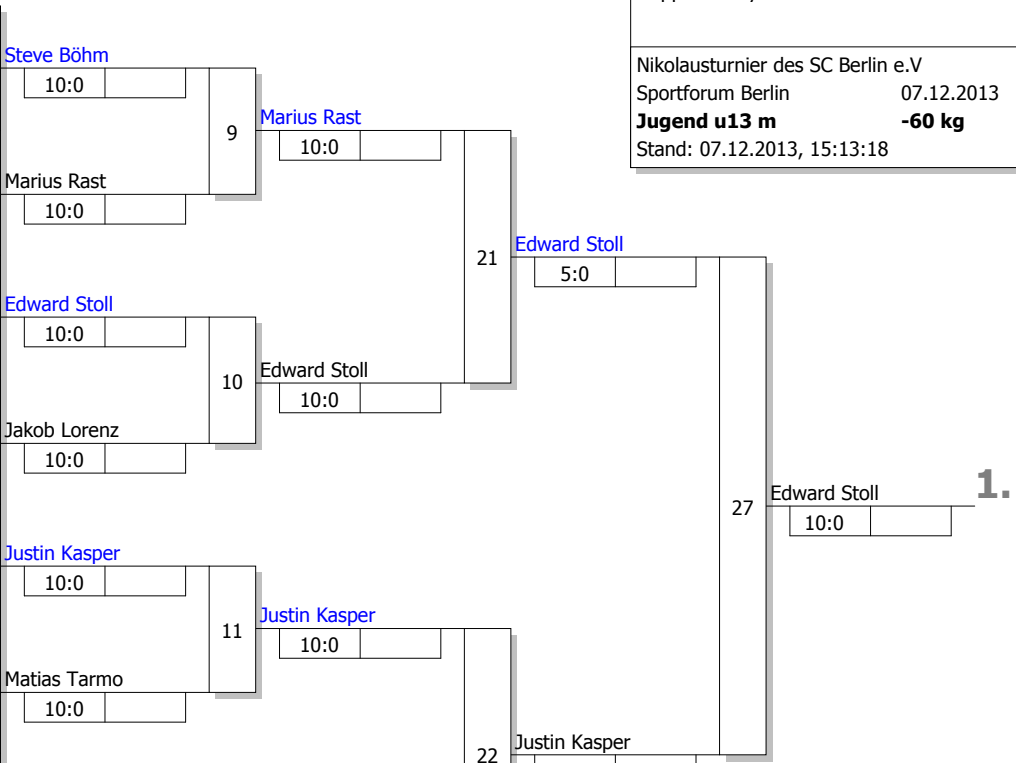 Nikolausturnier des SC Berlin e.V
Sportforum Berlin 07.12.2013
Jugend u13 m -60 kg
Stand: 07.12.2013, 15:13:18
Steve Böhm
10:0
9
Marius Rast
10:0
Marius Rast
10:0
21
Edward Stoll
5:0
Edward Stoll
10:0
10
Edward Stoll
10:0
Jakob Lorenz
10:0
27
Edward Stoll
10:0
1.
Justin Kasper
10:0
11
Justin Kasper
10:0
Matias Tarmo
10:0
22
Justin Kasper